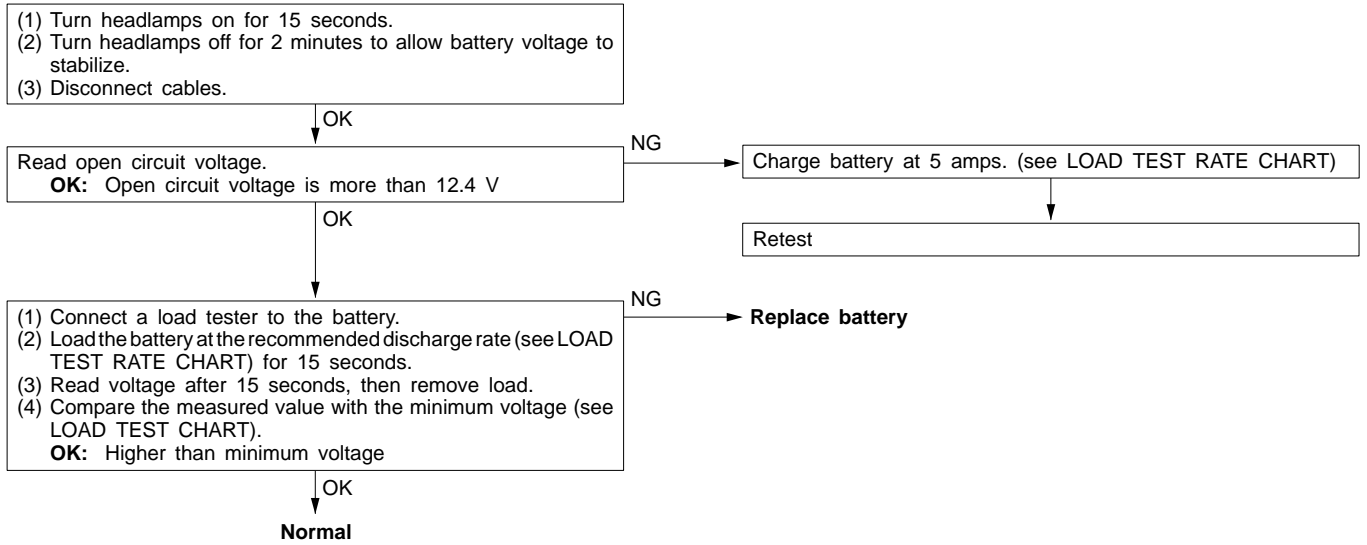 (1) Turn headlamps on for 15 seconds.
(2) Turn headlamps off for 2 minutes to allow battery voltage to
stabilize.
(3) Disconnect cables.
OK
Read open circuit voltage.
OK: Open circuit voltage is more than 12.4 V
NG
Charge battery at 5 amps. (see LOAD TEST RATE CHART)
Retest
OK
(1) Connect a load tester to the battery.
(2) Load the battery at the recommended discharge rate (see LOAD
TEST RATE CHART) for 15 seconds.
(3) Read voltage after 15 seconds, then remove load.
(4) Compare the measured value with the minimum voltage (see
LOAD TEST CHART).
OK: Higher than minimum voltage
NG
Replace battery
OK
Normal